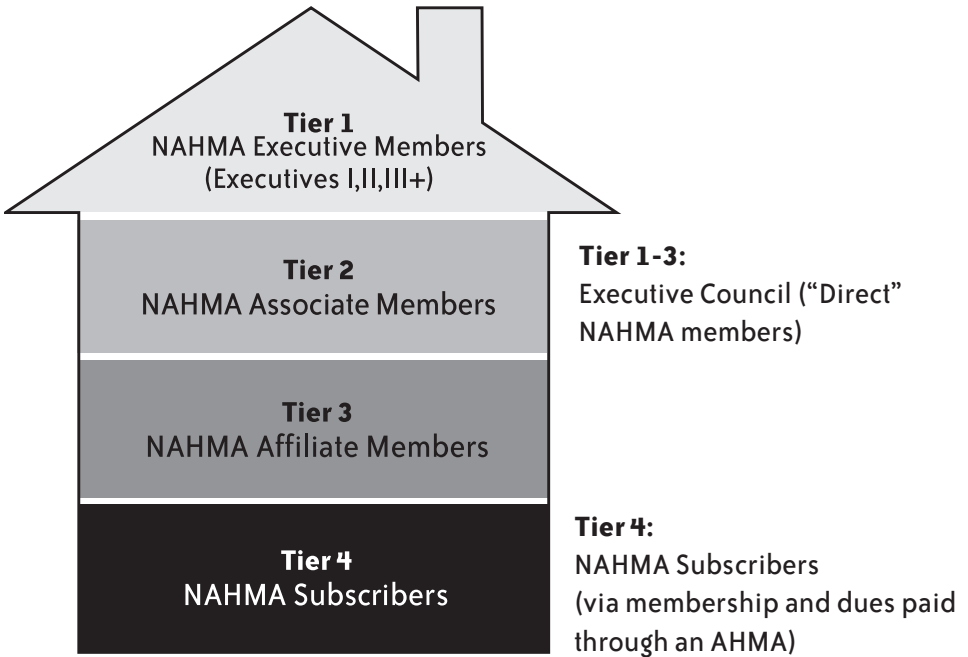 Tier 1
NAHMA Executive Members
(Executives I,II,III+)
Tier 2
NAHMA Associate Members
Tier 1-3:
Executive Council (“Direct”
NAHMA members)
Tier 3
NAHMA Affiliate Members
Tier 4
NAHMA Subscribers
Tier 4:
NAHMA Subscribers
(via membership and dues paid
through an AHMA)